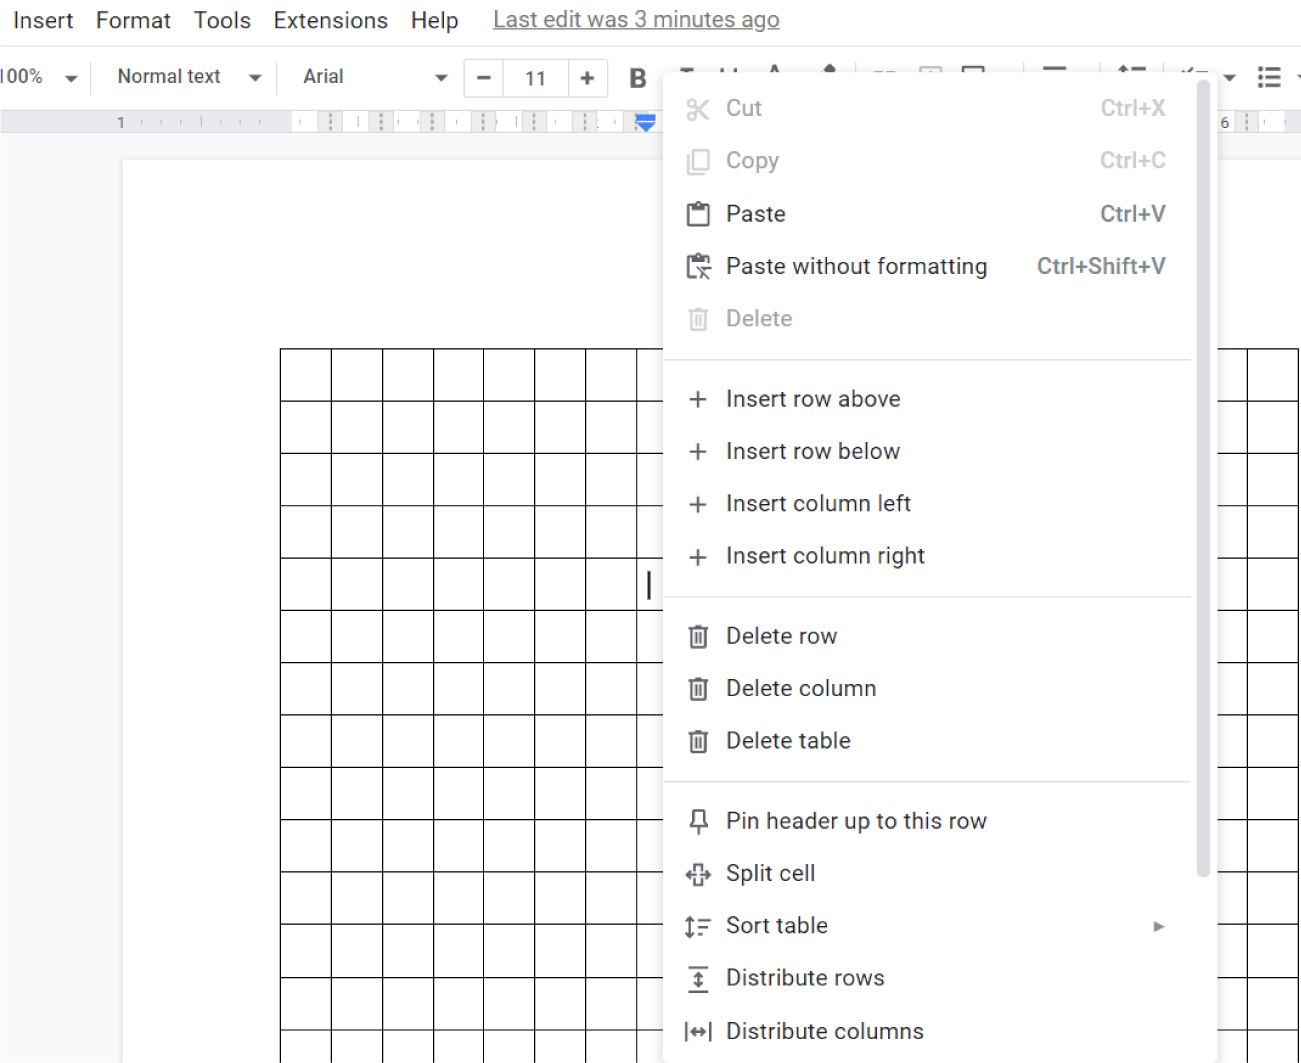 Insert Format Tools Extensions Help Last edit was 3 minutes ago
100% Normal text Arial − 11 + B
1 6
Cut Ctrl+X
Copy Ctrl+C
Paste Ctrl+V
Paste without formatting Ctrl+Shift+V
Delete
+ Insert row above
+ Insert row below
+ Insert column left
+ Insert column right
Delete row
Delete column
Delete table
Pin header up to this row
Split cell
Sort table
Distribute rows
Distribute columns